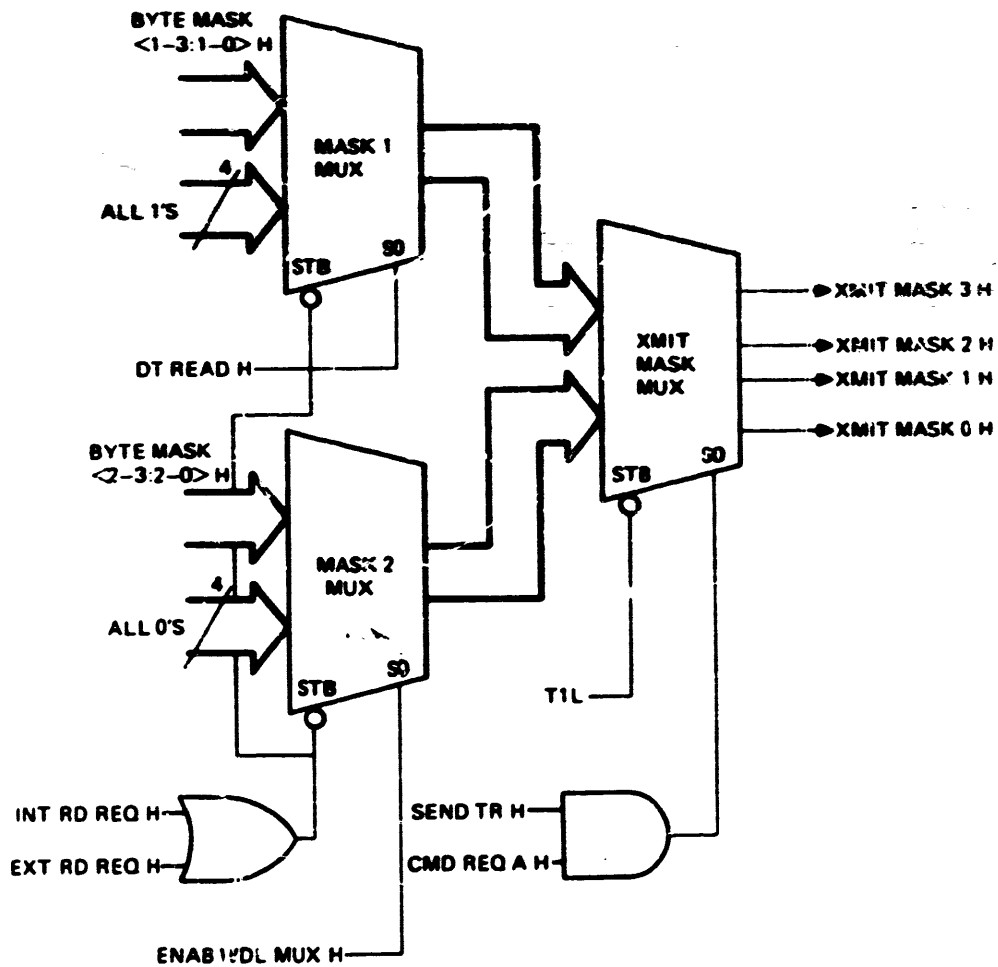 BYTE MASK
<1-3:1-0> H
MASK 1
MUX
4
ALL 1'S
S0
STB
XMIT MASK 3 H
XMIT
MASK
MUX
XMIT MASK 2 H
DT READ H
XMIT MASK 1 H
XMIT MASK 0 H
BYTE MASK
<2-3:2-0> H
S0
STB
MASK 2
MUX
4
ALL 0'S
S0
STB
T1L
INT RD REQ H
SEND TR H
EXT RD REQ H
CMD REQ A H
MUX H